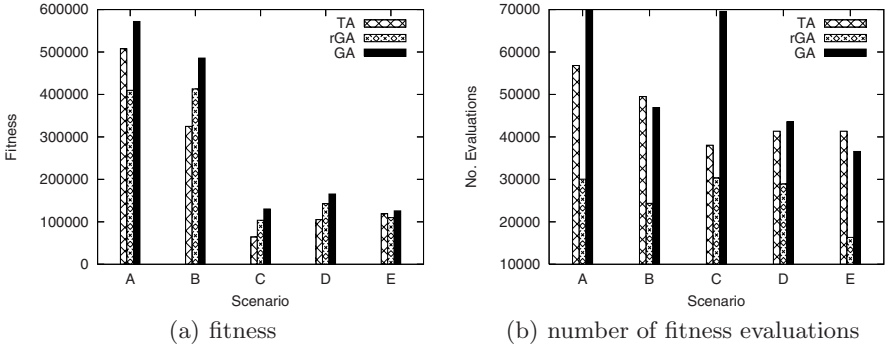 TA
rGA
GA
600000
500000
400000
300000
200000
100000
0
Fitness
A B C D E
Scenario
(a) fitness
TA
rGA
GA
70000
60000
50000
40000
30000
20000
10000
No. Evaluations
A B C D E
Scenario
(b) number of fitness evaluations